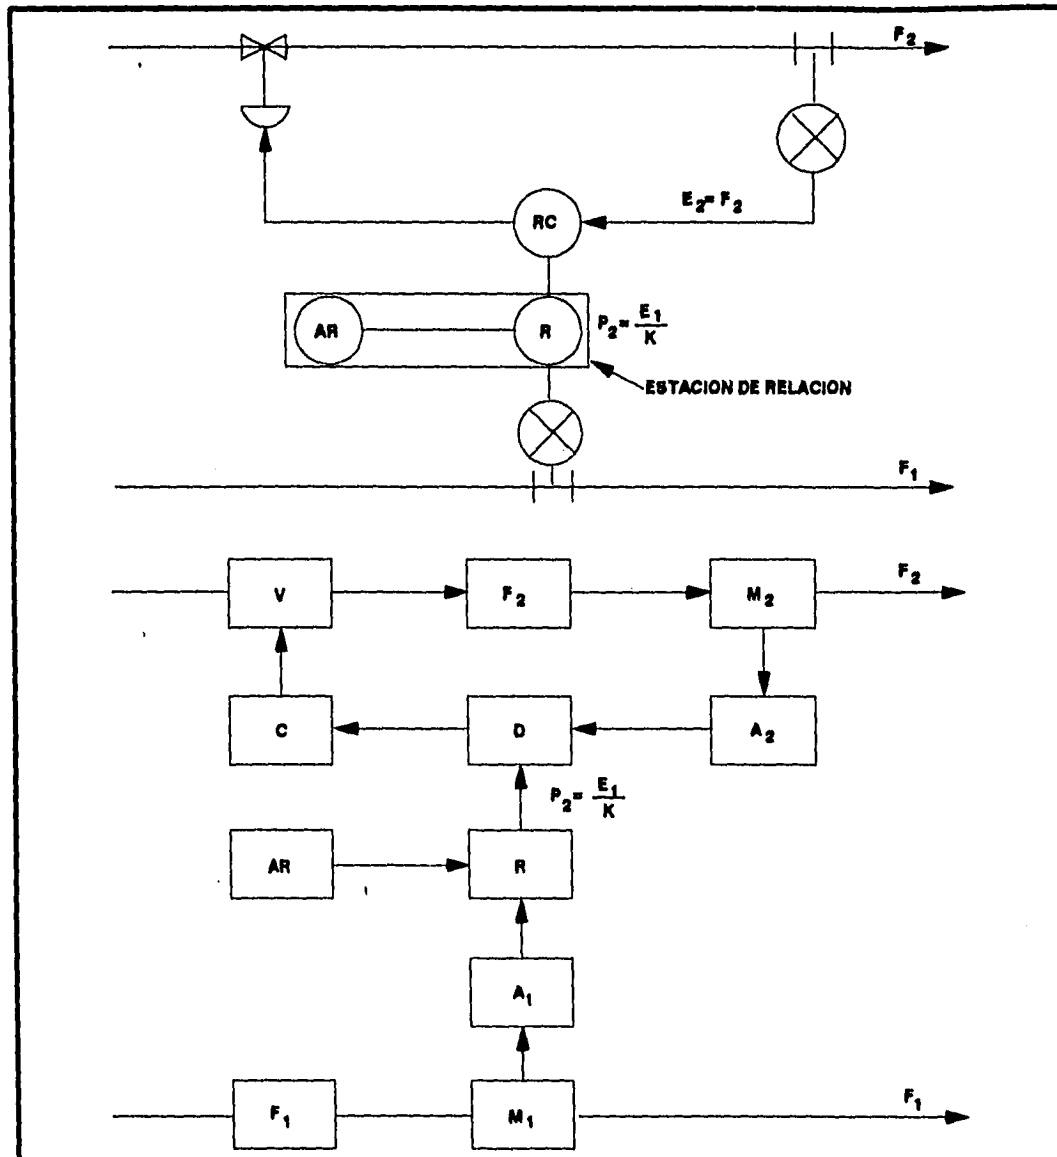 F2
E2=F2
RC
AR
R
P2= E1/K
ESTACION DE RELACION
F1
V
F2
M2
F2
C
D
A2
P2= E1/K
AR
R
A1
F1
M1
F1